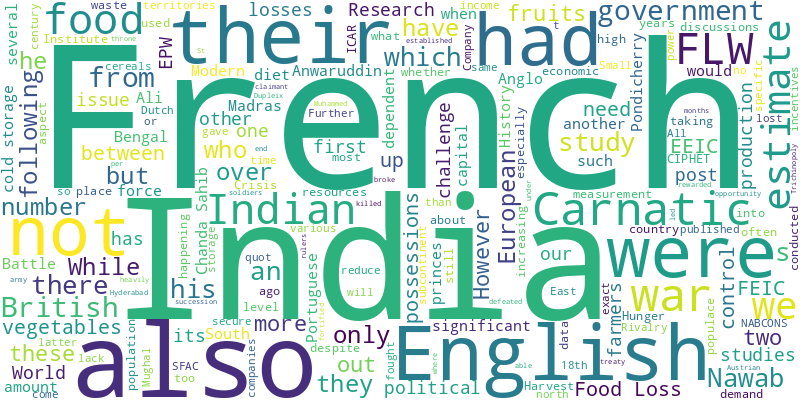 waste territories losses Research fruits government
several food their had FLW
Institute throne used EPW ICAR when income what Company discussions
century have
cereals established from diet which high years
cold storage aspect he St Modern Anwaruddin whether economic Small power no
claimant same would specific
following Ali Dutch or issue Dupleix Madras Anglo t Pondicherry production incentives
Muhammed Further need another taking All lost estimate
Bengal other one dependent challenge History months
between who gave Crisis time end most first European especially such study EEIC CIPHET
but over up capital post rewarded opportunity
so place force per resources soldiers killed than under measurement into Trichinopoly
number French
not Indian an Chanda Sahib various about Carnatic
India
has storage happening possessions However increasing country published often conducted
While Battle his quot ago broke rulers subcontinent still princes were s
there army Hyderabad level reduce will East our exact led war control FEIC we
British heavily succession its more Portuguese secure fortified defeated farmers Hunger Rivalry populace NABCONS
vegetables latter South only significant data two
these lack despite out where able 18th studies
World SFAC Mughal too companies they fought treaty Harvest Austrian
amount come population also political English north Food Loss demand